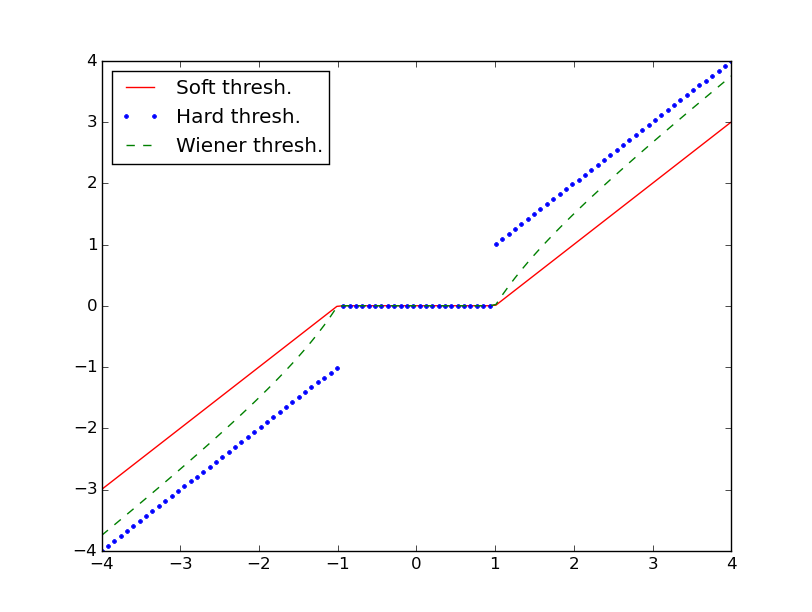 Soft thresh.
Hard thresh.
Wiener thresh.
4
3
2
1
0
−1
−2
−3
−4
−4 −3 −2 −1 0 1 2 3 4